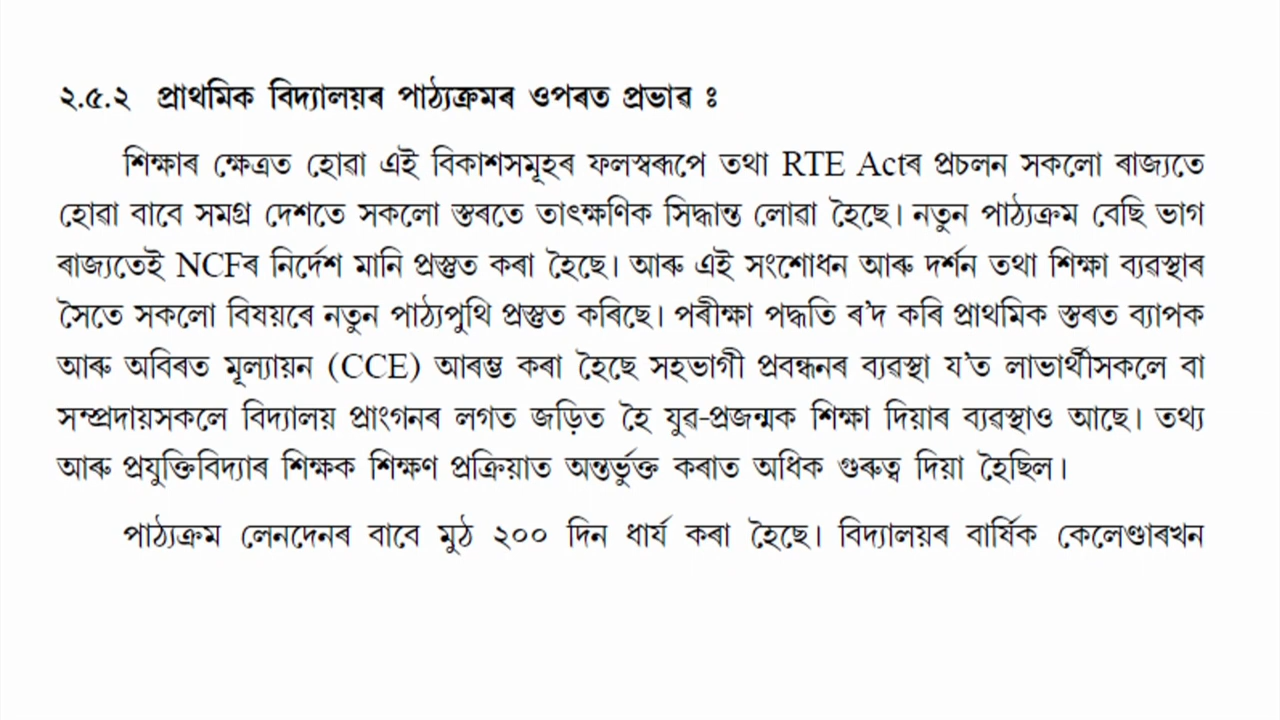 ২.৫.২ প্ৰাথমিক বিদ্যালয়ৰ পাঠ্যক্ৰমৰ ওপৰত প্ৰভাৱ ঃ
শিক্ষাৰ ক্ষেত্ৰত হোৱা এই বিকাশসমূহৰ ফলস্বৰূপে তথা RTE Actৰ প্ৰচলন সকলো ৰাজ্যতে
হোৱা বাবে সমগ্ৰ দেশতে সকলো স্তৰতে তাৎক্ষণিক সিদ্ধান্ত লোৱা হৈছে। নতুন পাঠ্যক্ৰম বেছি ভাগ
ৰাজ্যতেই NCFৰ নিৰ্দেশ মানি প্ৰস্তুত কৰা হৈছে। আৰু এই সংশোধন আৰু দৰ্শন তথা শিক্ষা ব্যৱস্থাৰ
সৈতে সকলো বিষয়ৰে নতুন পাঠ্যপুথি প্ৰস্তুত কৰিছে। পৰীক্ষা পদ্ধতি ৰ’দ কৰি প্ৰাথমিক স্তৰত ব্যাপক
আৰু অবিৰত মূল্যায়ন (CCE) আৰম্ভ কৰা হৈছে সহভাগী প্ৰবন্ধনৰ ব্যৱস্থা য’ত লাভাৰ্থীসকলে বা
সম্প্ৰদায়সকলে বিদ্যালয় প্ৰাংগনৰ লগত জড়িত হৈ যুৱ-প্ৰজন্মক শিক্ষা দিয়াৰ ব্যৱস্থাও আছে। তথ্য
আৰু প্ৰযুক্তিবিদ্যাৰ শিক্ষক শিক্ষণ প্ৰক্ৰিয়াত অন্তৰ্ভুক্ত কৰাত অধিক গুৰুত্ব দিয়া হৈছিল।
পাঠ্যক্ৰম লেনদেনৰ বাবে মুঠ ২০০ দিন ধাৰ্য কৰা হৈছে। বিদ্যালয়ৰ বাৰ্ষিক কেলেণ্ডাৰখন